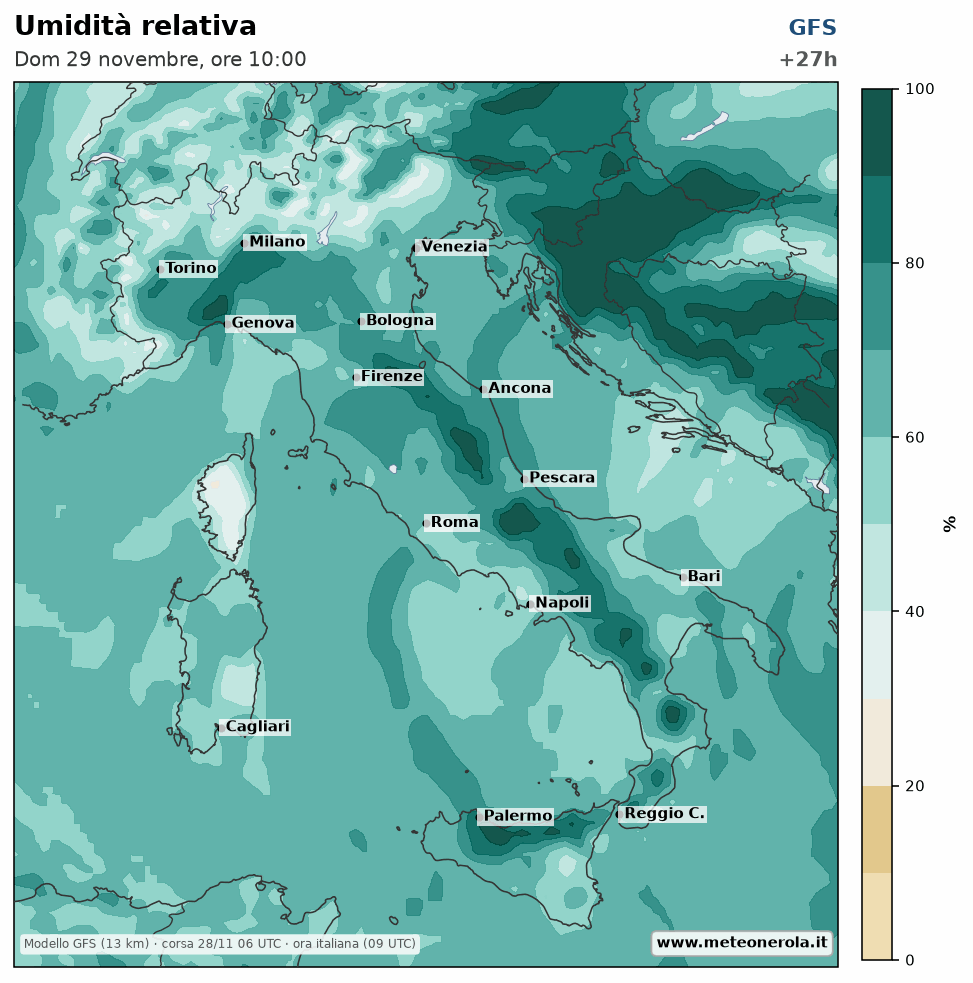 Umidità relativa
GFS
Dom 29 novembre, ore 10:00
+27h
Milano
Venezia
Torino
Genova
Bologna
Firenze
Ancona
Pescara
Roma
Bari
Napoli
Cagliari
Palermo
Reggio C.
100
80
60
40
20
0
%
Modello GFS (13 km) · corsa 28/11 06 UTC · ora italiana (09 UTC)
www.meteonerola.it